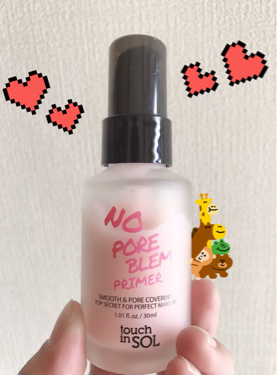 NO
PORE
BLEM
PRIMER
SMOOTH & PORE COVERING
TOP SECRET FOR PERFECT MAKEUP
1.01 fl.oz. / 30ml
touch
in SOL